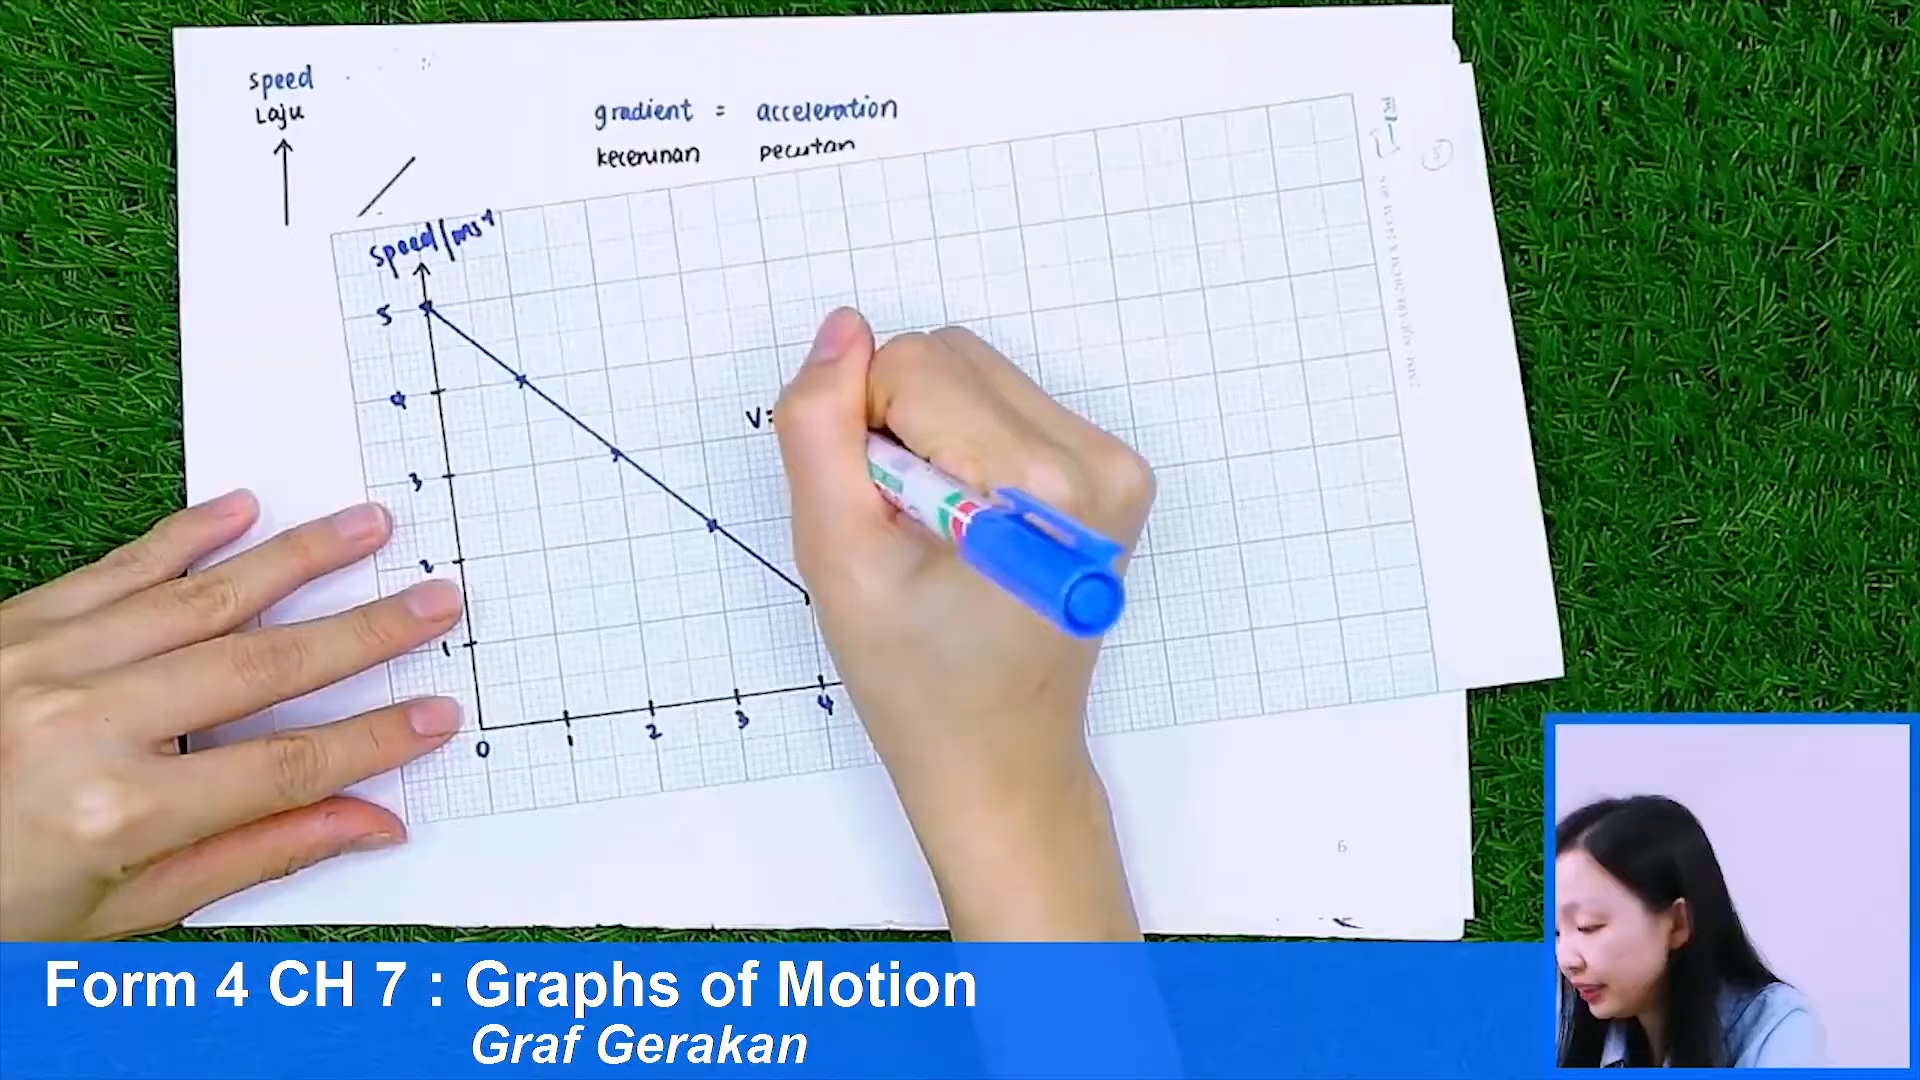 speed
Laju
gradient = acceleration
kecerunan pecutan
speed/ms⁻¹
5
4
3
2
1
0
1
2
3
4
V=
6
Form 4 CH 7 : Graphs of Motion
Graf Gerakan